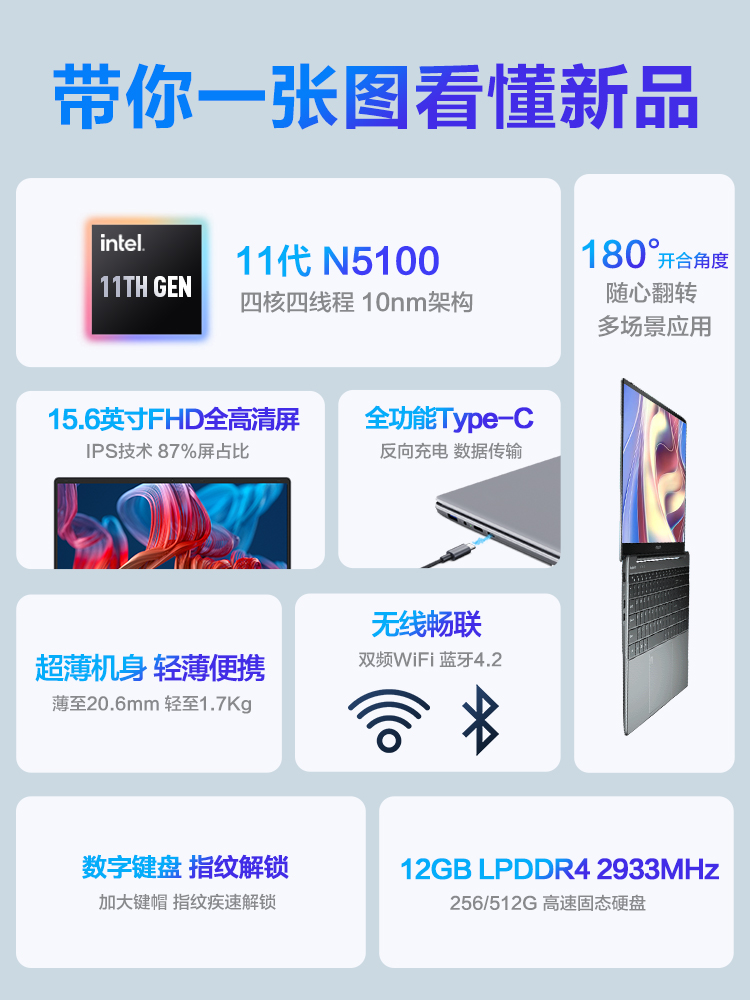 带你一张图看懂新品
intel.
11TH GEN
11代 N5100
四核四线程 10nm架构
180°开合角度
随心翻转
多场景应用
15.6英寸FHD全高清屏
IPS技术 87%屏占比
全功能Type-C
反向充电 数据传输
超薄机身 轻薄便携
薄至20.6mm 轻至1.7Kg
无线畅联
双频WiFi 蓝牙4.2
数字键盘 指纹解锁
加大键帽 指纹疾速解锁
12GB LPDDR4 2933MHz
256/512G 高速固态硬盘